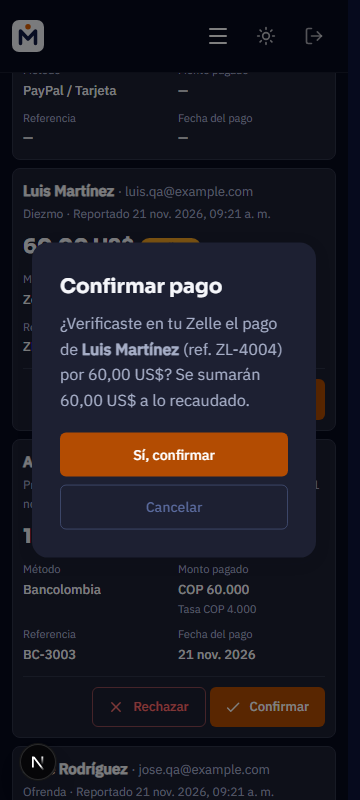 M
Monto pagado
PayPal / Tarjeta
—
Referencia
Fecha del pago
—
—
Luis Martínez · luis.qa@example.com
Diezmo · Reportado 21 nov. 2026, 09:21 a. m.
60,00 US$
Confirmar pago
¿Verificaste en tu Zelle el pago
de Luis Martínez (ref. ZL-4004)
por 60,00 US$? Se sumarán
60,00 US$ a lo recaudado.
Sí, confirmar
Cancelar
Método
Monto pagado
Bancolombia
COP 60.000
Tasa COP 4.000
Referencia
Fecha del pago
BC-3003
21 nov. 2026
Rechazar
Confirmar
N
Rodríguez · jose.qa@example.com
Ofrenda · Reportado 21 nov. 2026, 09:21 a. m.